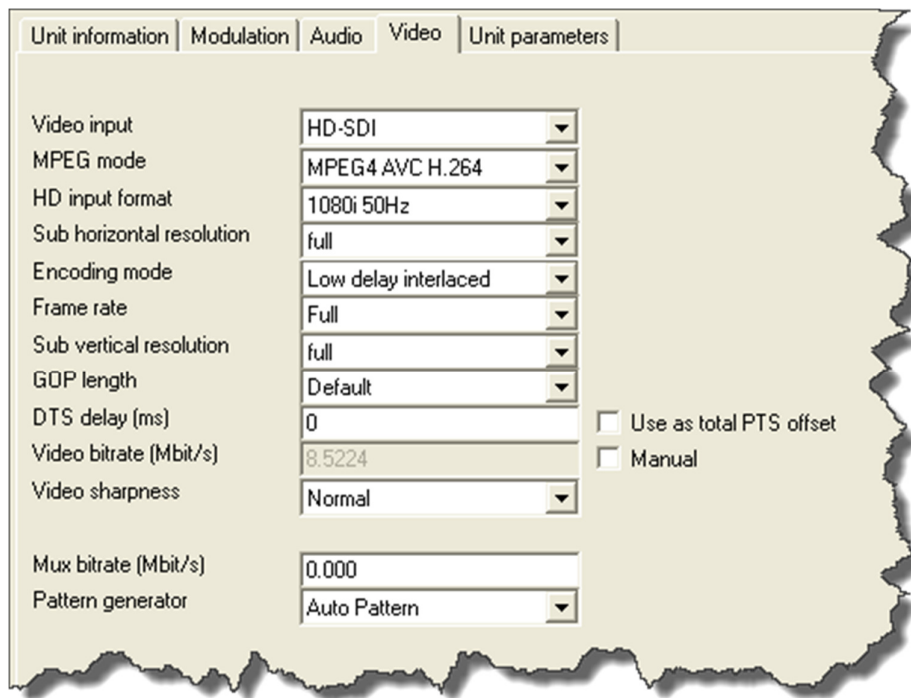 Unit information Modulation Audio Video Unit parameters
Video input HD-SDI
MPEG mode MPEG4 AVC H.264
HD input format 1080i 50Hz
Sub horizontal resolution full
Encoding mode Low delay interlaced
Frame rate Full
Sub vertical resolution full
GOP length Default
DTS delay (ms) 0 Use as total PTS offset
Video bitrate (Mbit/s) 8.5224 Manual
Video sharpness Normal
Mux bitrate (Mbit/s) 0.000
Pattern generator Auto Pattern